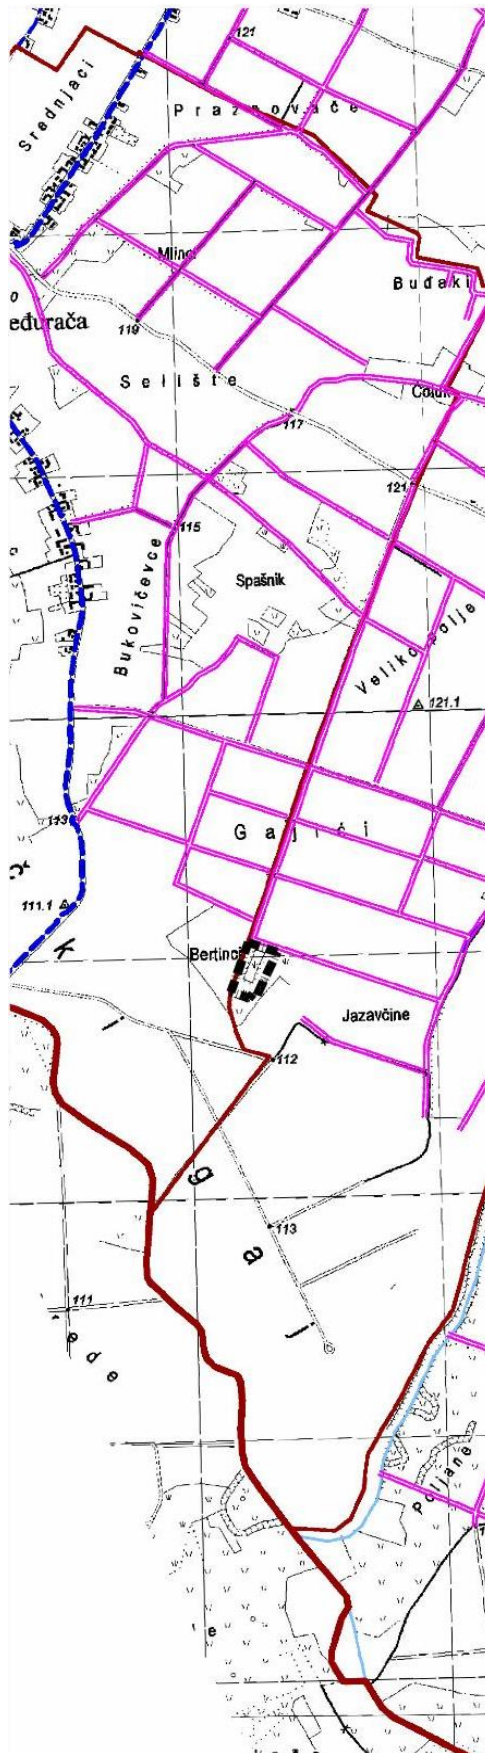 121
Srednjaci
Praznovače
Mlinci
Buđaki
eđurača
119
Selište
117
121
115
Bukovičevce
Spašnik
Veliko polje
121.1
113
Gajići
111.1
Bertinci
Jazavčine
112
113
111
Poljane